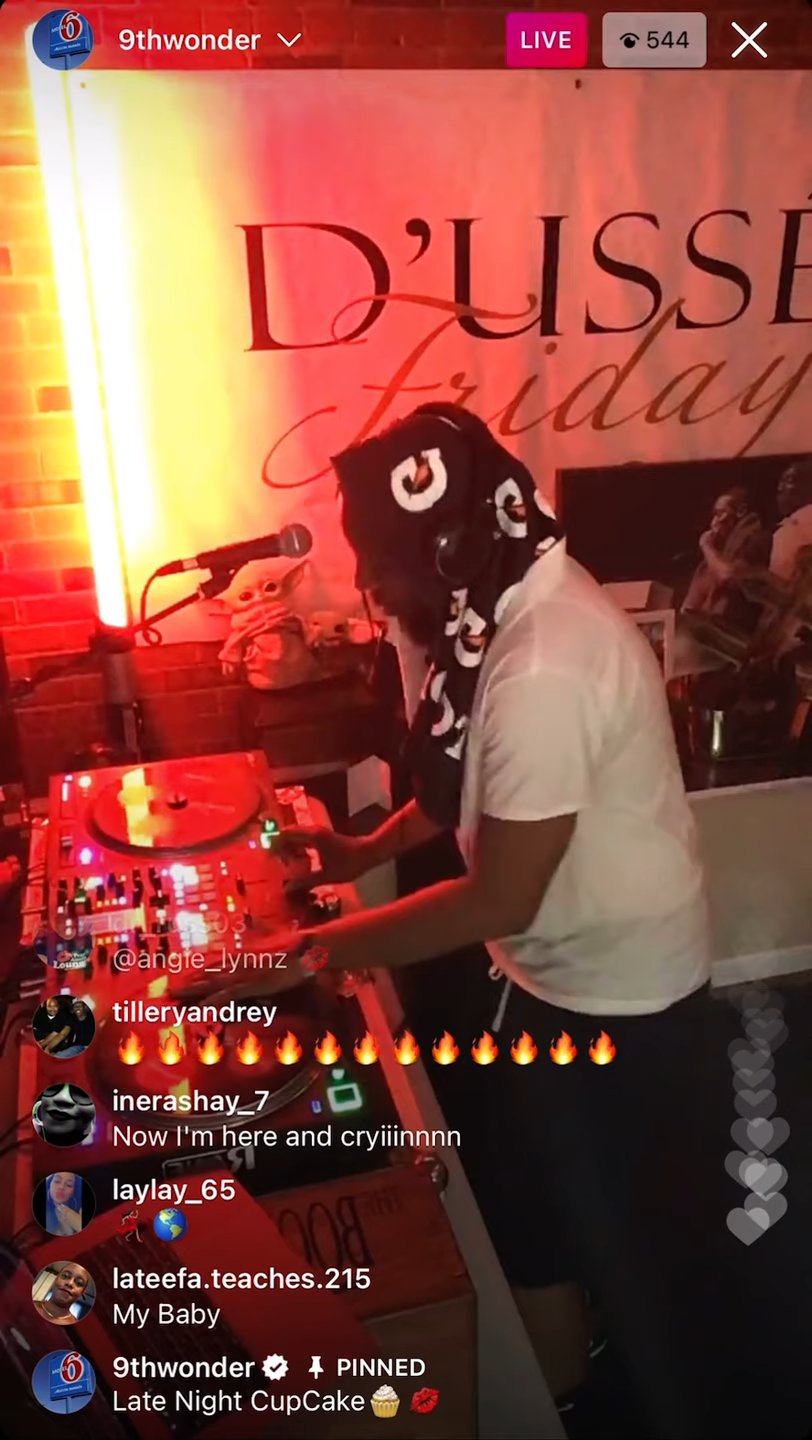 9thwonder
LIVE
544
D'USSÉ
Friday
@angie_lynnz 💋
tilleryandrey
🔥🔥🔥🔥🔥🔥🔥🔥🔥🔥🔥🔥🔥
inerashay_7
Now I'm here and cryiiinnnn
laylay_65
💃🏾 🌎
lateefa.teaches.215
My Baby
9thwonder PINNED
Late Night CupCake🧁 💋